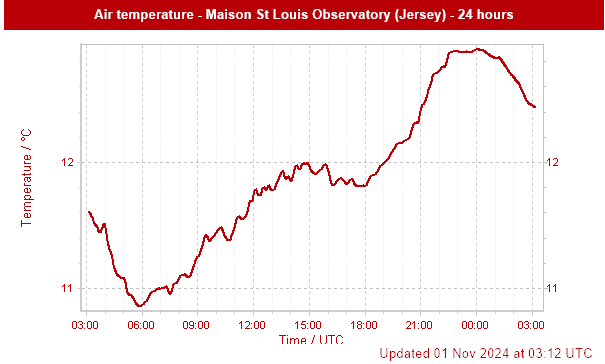 Air temperature - Maison St Louis Observatory (Jersey) - 24 hours
Temperature / °C
12 12
11 11
03:00 06:00 09:00 12:00 15:00 18:00 21:00 00:00 03:00
Time / UTC
Updated 01 Nov 2024 at 03:12 UTC